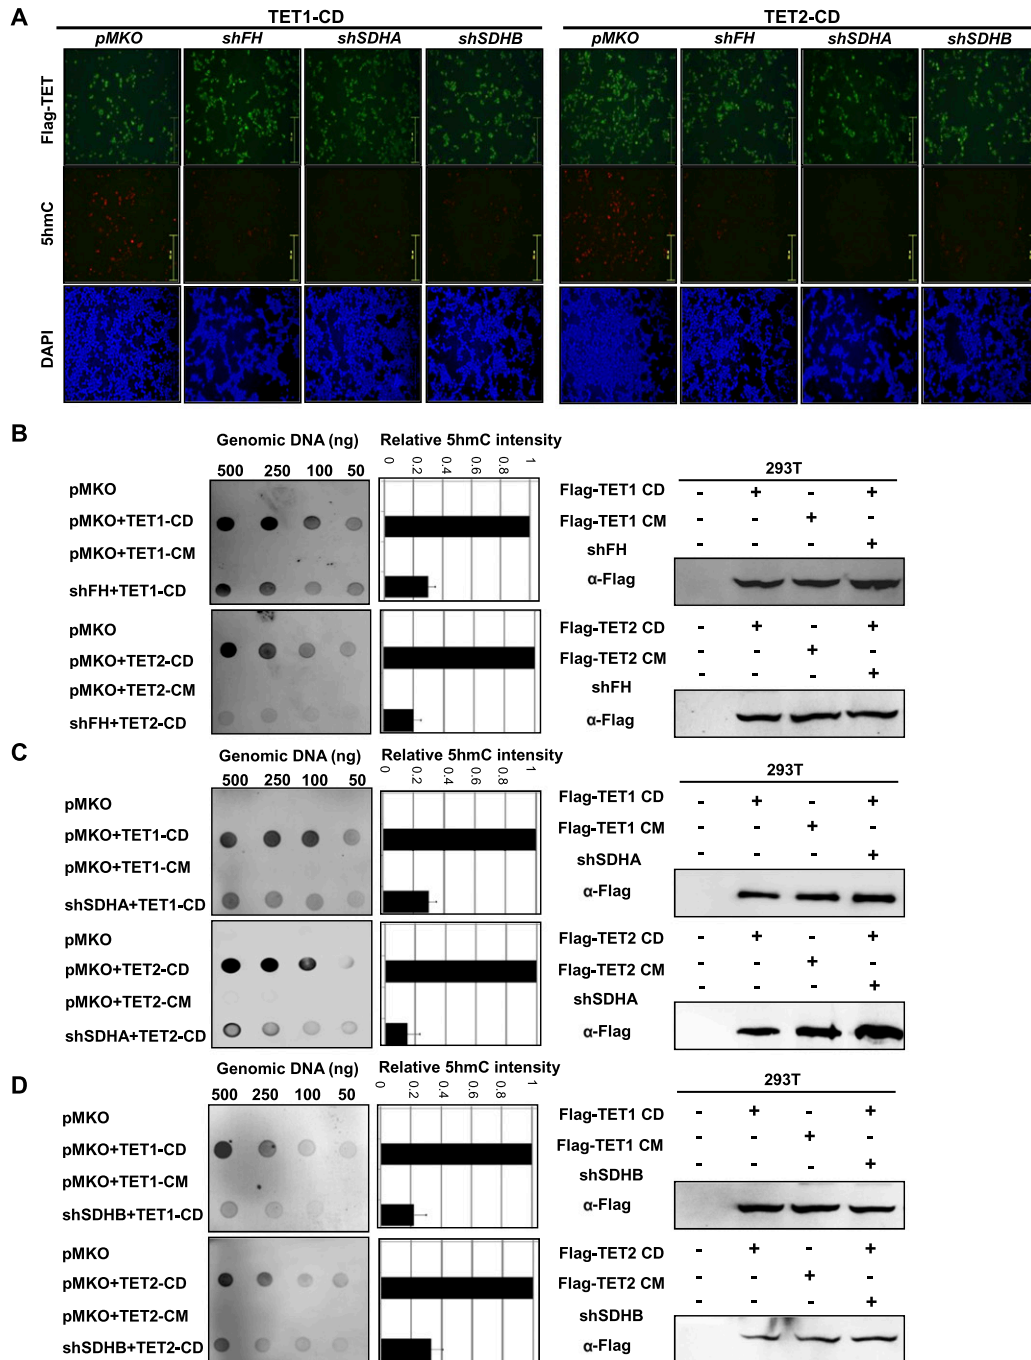 A
TET1-CD TET2-CD
pMKO shFH shSDHA shSDHB pMKO shFH shSDHA shSDHB
Flag-TET
5hmC
DAPI
B
Genomic DNA (ng) Relative 5hmC intensity
500 250 100 50
0 0.2 0.4 0.6 0.8 1
293T
pMKO
pMKO+TET1-CD
pMKO+TET1-CM
shFH+TET1-CD
Flag-TET1 CD - + - +
Flag-TET1 CM - - + -
shFH - - - +
α-Flag
pMKO
pMKO+TET2-CD
pMKO+TET2-CM
shFH+TET2-CD
Flag-TET2 CD - + - +
Flag-TET2 CM - - + -
shFH - - - +
α-Flag
C
Genomic DNA (ng) Relative 5hmC intensity
500 250 100 50
0 0.2 0.4 0.6 0.8 1
293T
pMKO
pMKO+TET1-CD
pMKO+TET1-CM
shSDHA+TET1-CD
Flag-TET1 CD - + - +
Flag-TET1 CM - - + -
shSDHA - - - +
α-Flag
pMKO
pMKO+TET2-CD
pMKO+TET2-CM
shSDHA+TET2-CD
Flag-TET2 CD - + - +
Flag-TET2 CM - - + -
shSDHA - - - +
α-Flag
D
Genomic DNA (ng) Relative 5hmC intensity
500 250 100 50
0 0.2 0.4 0.6 0.8 1
293T
pMKO
pMKO+TET1-CD
pMKO+TET1-CM
shSDHB+TET1-CD
Flag-TET1 CD - + - +
Flag-TET1 CM - - + -
shSDHB - - - +
α-Flag
pMKO
pMKO+TET2-CD
pMKO+TET2-CM
shSDHB+TET2-CD
Flag-TET2 CD - + - +
Flag-TET2 CM - - + -
shSDHB - - - +
α-Flag